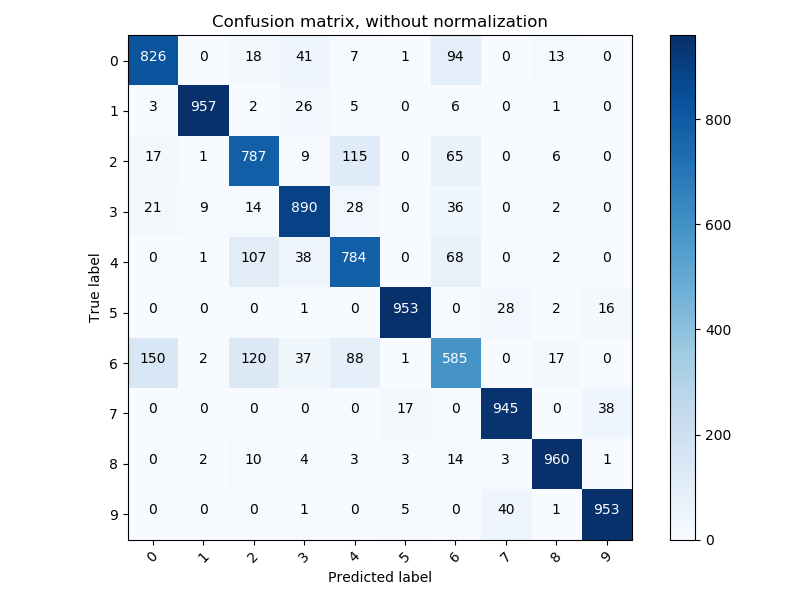 Confusion matrix, without normalization
0 826 0 18 41 7 1 94 0 13 0
1 3 957 2 26 5 0 6 0 1 0
2 17 1 787 9 115 0 65 0 6 0
3 21 9 14 890 28 0 36 0 2 0
4 0 1 107 38 784 0 68 0 2 0
5 0 0 0 1 0 953 0 28 2 16
6 150 2 120 37 88 1 585 0 17 0
7 0 0 0 0 0 17 0 945 0 38
8 0 2 10 4 3 3 14 3 960 1
9 0 0 0 1 0 5 0 40 1 953
0 1 2 3 4 5 6 7 8 9
True label
Predicted label
800
600
400
200
0